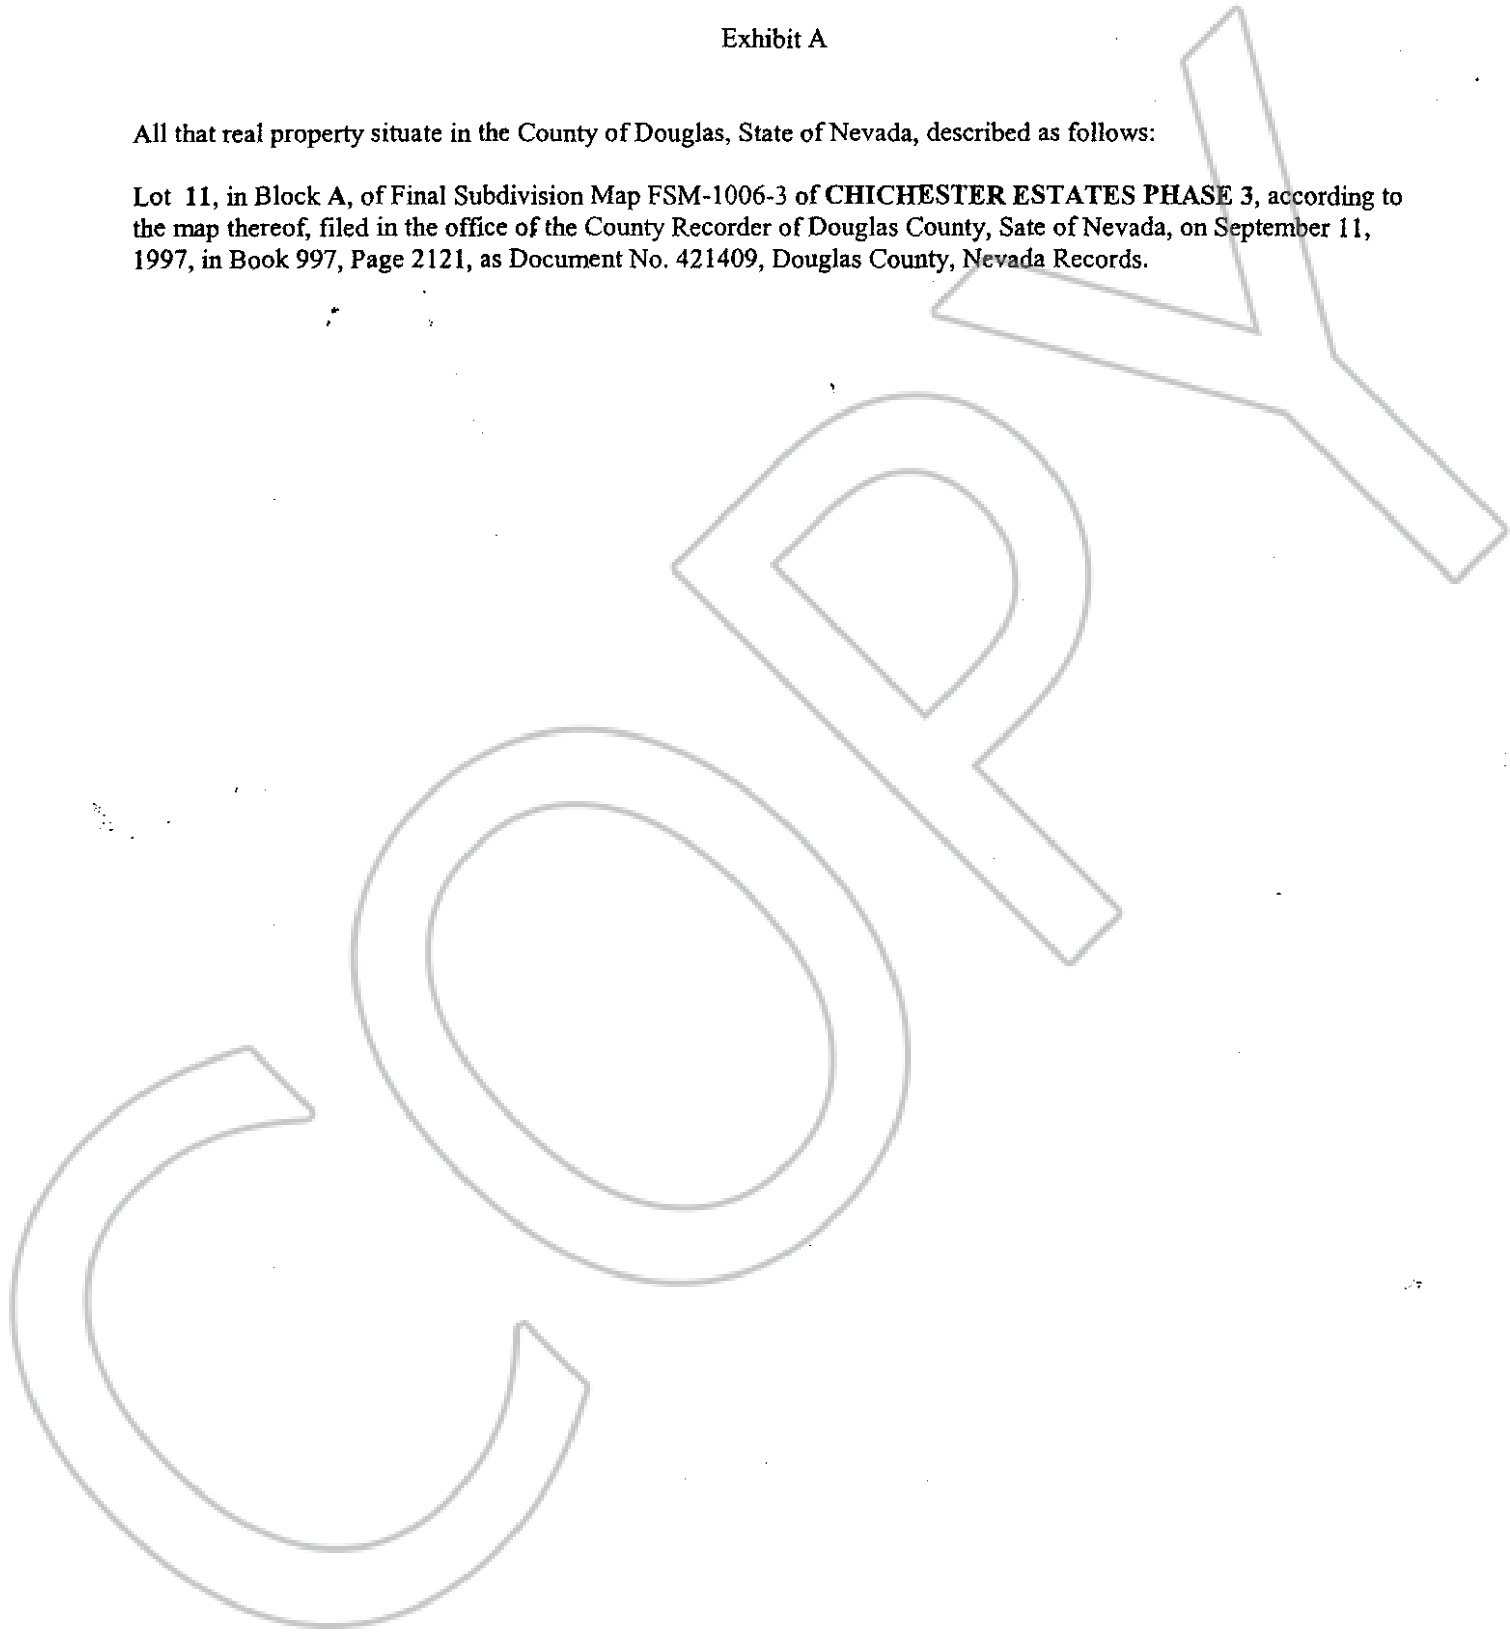 Exhibit A
All that real property situate in the County of Douglas, State of Nevada, described as follows:
Lot 11, in Block A, of Final Subdivision Map FSM-1006-3 of CHICHESTER ESTATES PHASE 3, according to
the map thereof, filed in the office of the County Recorder of Douglas County, Sate of Nevada, on September 11,
1997, in Book 997, Page 2121, as Document No. 421409, Douglas County, Nevada Records.
COPY